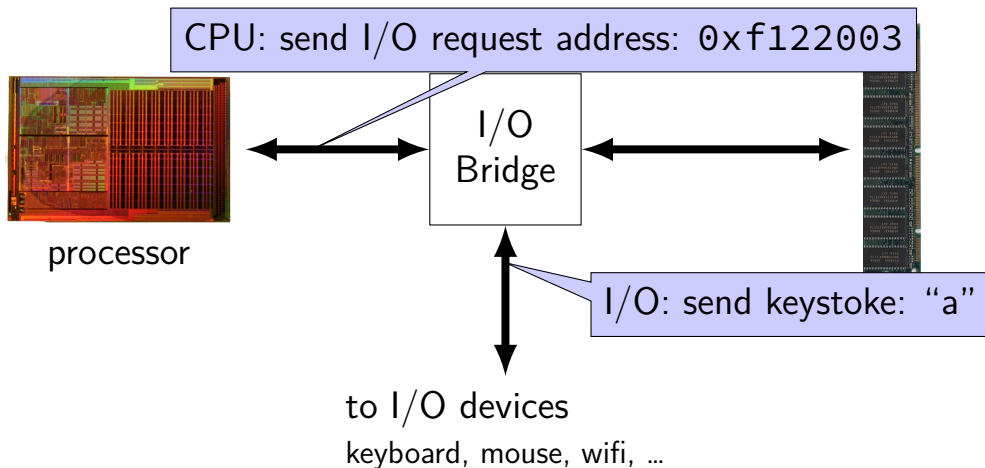 CPU: send I/O request address: 0xf122003
I/O
Bridge
processor
I/O: send keystoke: “a”
to I/O devices
keyboard, mouse, wifi, …